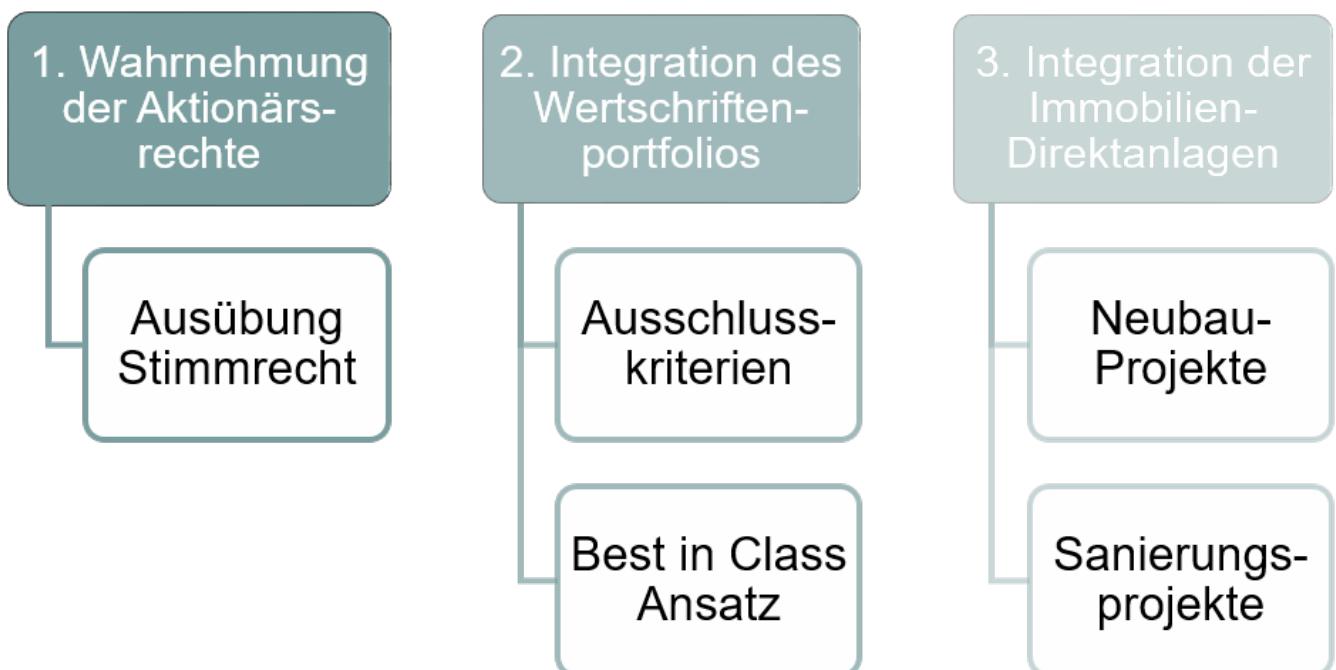 1. Wahrnehmung
der Aktionärs-
rechte
Ausübung
Stimmrecht
2. Integration des
Wertschriften-
portfolios
Ausschluss-
kriterien
Best in Class
Ansatz
3. Integration der
Immobilien-
Direktanlagen
Neubau-
Projekte
Sanierungs-
projekte